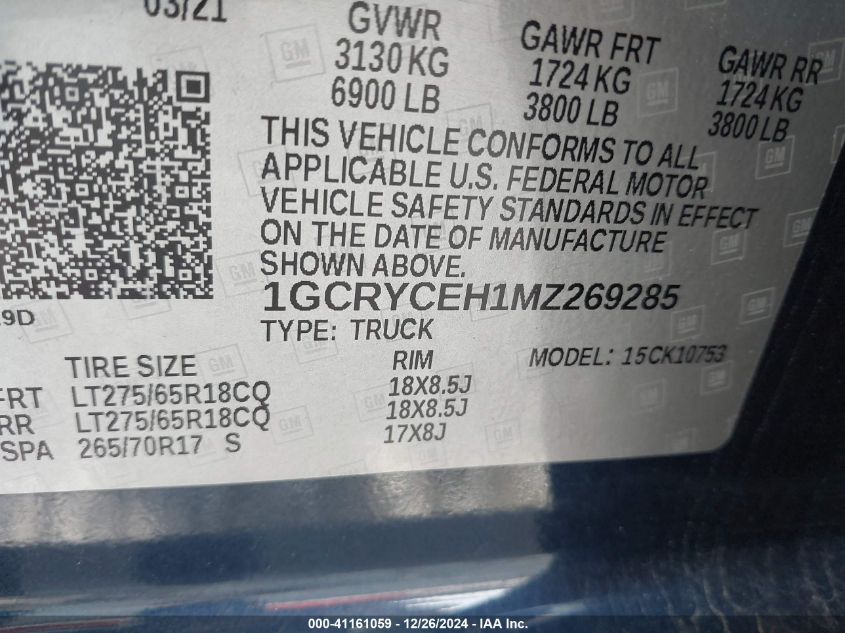 03/21
GVWR
3130 KG
6900 LB
GAWR FRT
1724 KG
3800 LB
GAWR RR
1724 KG
3800 LB
THIS VEHICLE CONFORMS TO ALL
APPLICABLE U.S. FEDERAL MOTOR
VEHICLE SAFETY STANDARDS IN EFFECT
ON THE DATE OF MANUFACTURE
SHOWN ABOVE.
1GCRYCEH1MZ269285
9D
TYPE: TRUCK
MODEL: 15CK10753
TIRE SIZE RIM
FRT LT275/65R18CQ 18X8.5J
RR LT275/65R18CQ 18X8.5J
SPA 265/70R17 S 17X8J
000-41161059 - 12/26/2024 - IAA Inc.